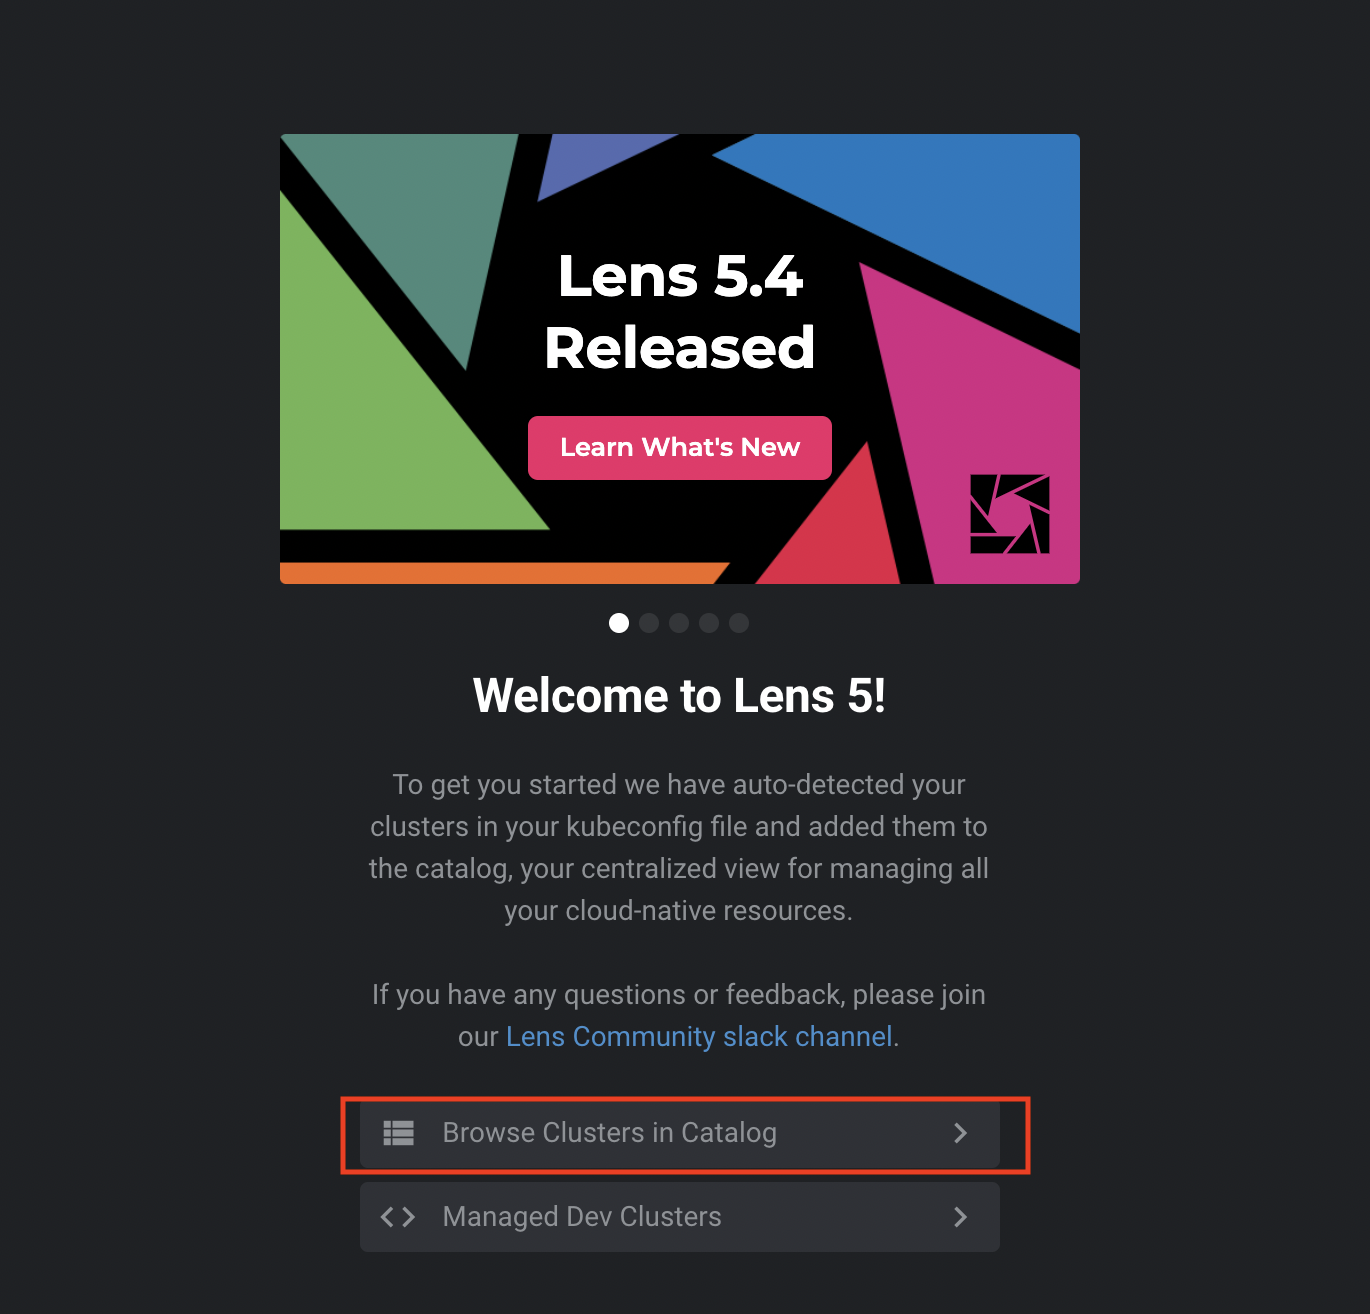 Lens 5.4
Released
Learn What's New
Welcome to Lens 5!
To get you started we have auto-detected your
clusters in your kubeconfig file and added them to
the catalog, your centralized view for managing all
your cloud-native resources.
If you have any questions or feedback, please join
our Lens Community slack channel.
Browse Clusters in Catalog
Managed Dev Clusters